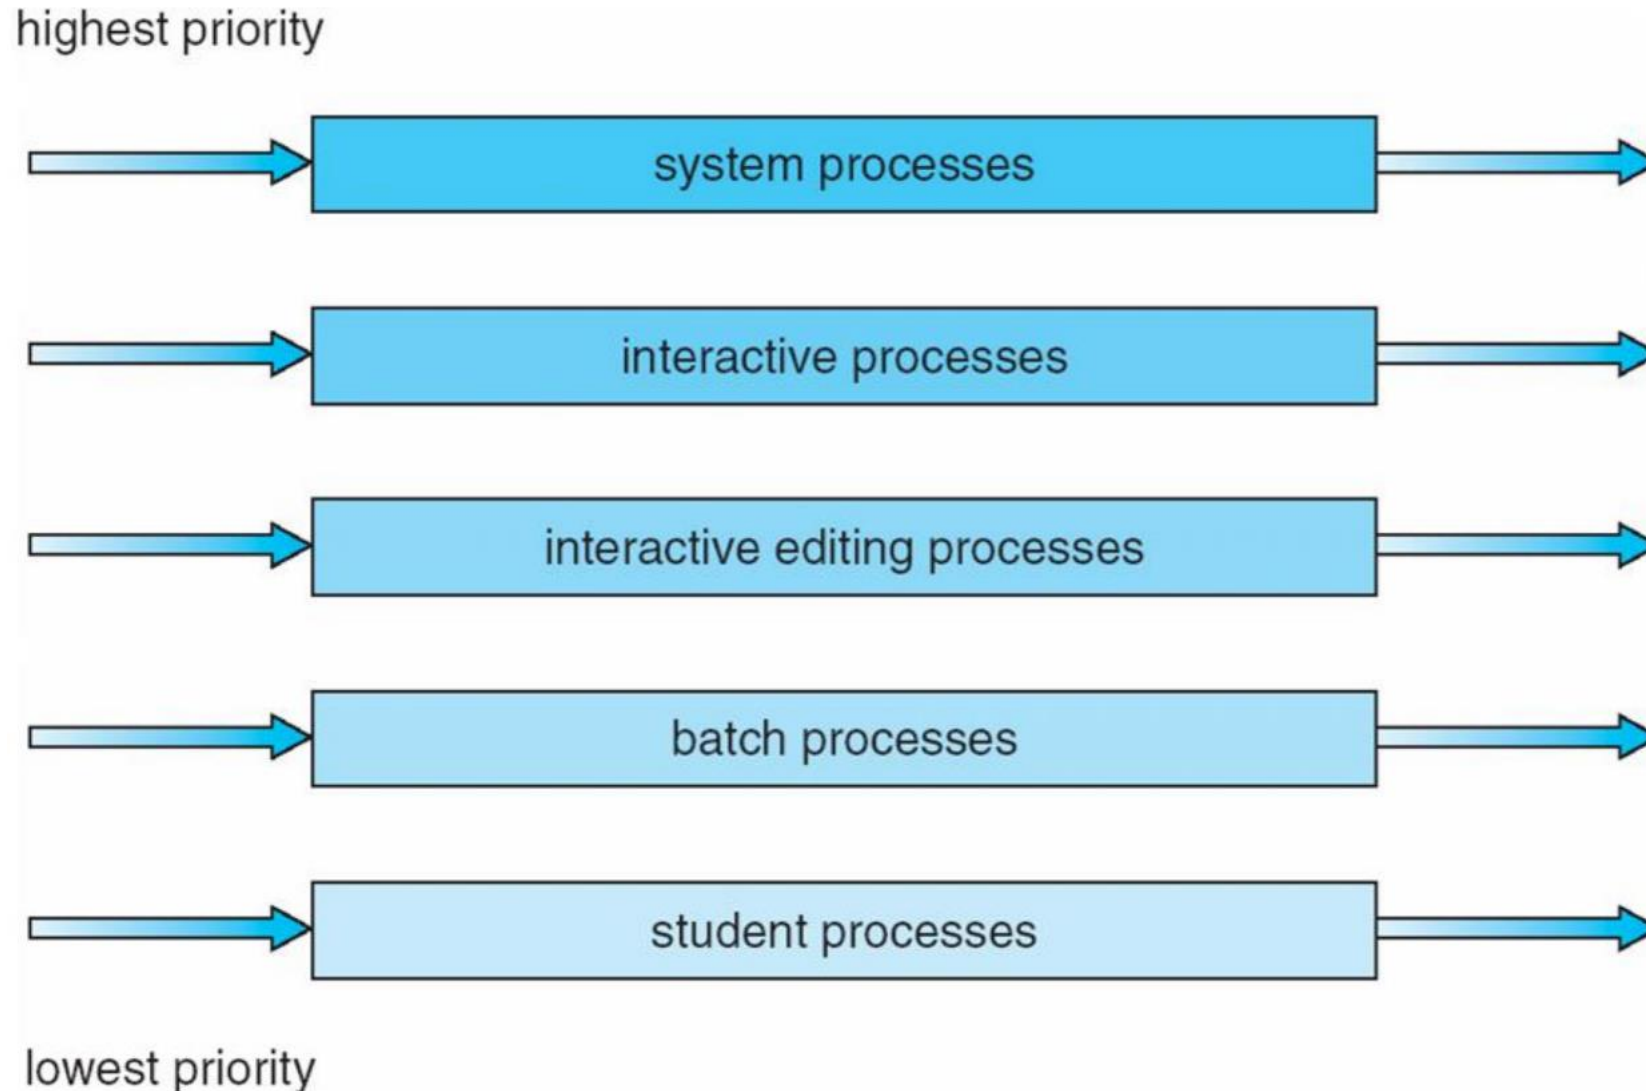 highest priority
system processes
interactive processes
interactive editing processes
batch processes
student processes
lowest priority